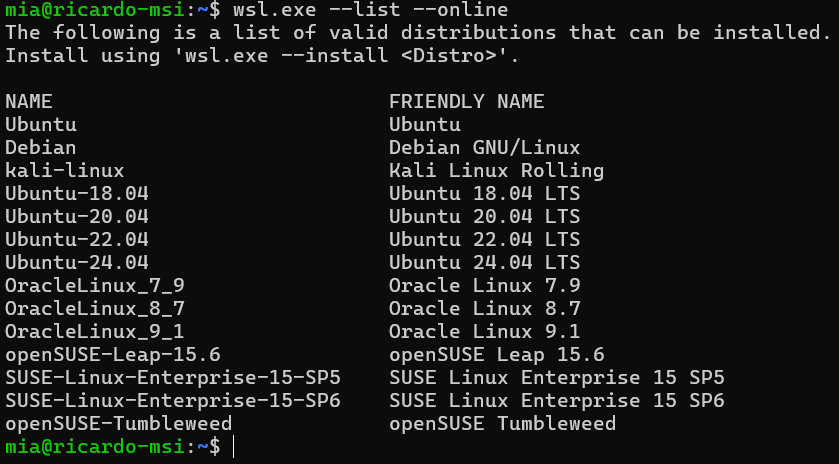 mia@ricardo-msi:~$ wsl.exe --list --online
The following is a list of valid distributions that can be installed.
Install using 'wsl.exe --install <Distro>'.
NAME                            FRIENDLY NAME
Ubuntu                          Ubuntu
Debian                          Debian GNU/Linux
kali-linux                      Kali Linux Rolling
Ubuntu-18.04                    Ubuntu 18.04 LTS
Ubuntu-20.04                    Ubuntu 20.04 LTS
Ubuntu-22.04                    Ubuntu 22.04 LTS
Ubuntu-24.04                    Ubuntu 24.04 LTS
OracleLinux_7_9                 Oracle Linux 7.9
OracleLinux_8_7                 Oracle Linux 8.7
OracleLinux_9_1                 Oracle Linux 9.1
openSUSE-Leap-15.6              openSUSE Leap 15.6
SUSE-Linux-Enterprise-15-SP5    SUSE Linux Enterprise 15 SP5
SUSE-Linux-Enterprise-15-SP6    SUSE Linux Enterprise 15 SP6
openSUSE-Tumbleweed             openSUSE Tumbleweed
mia@ricardo-msi:~$